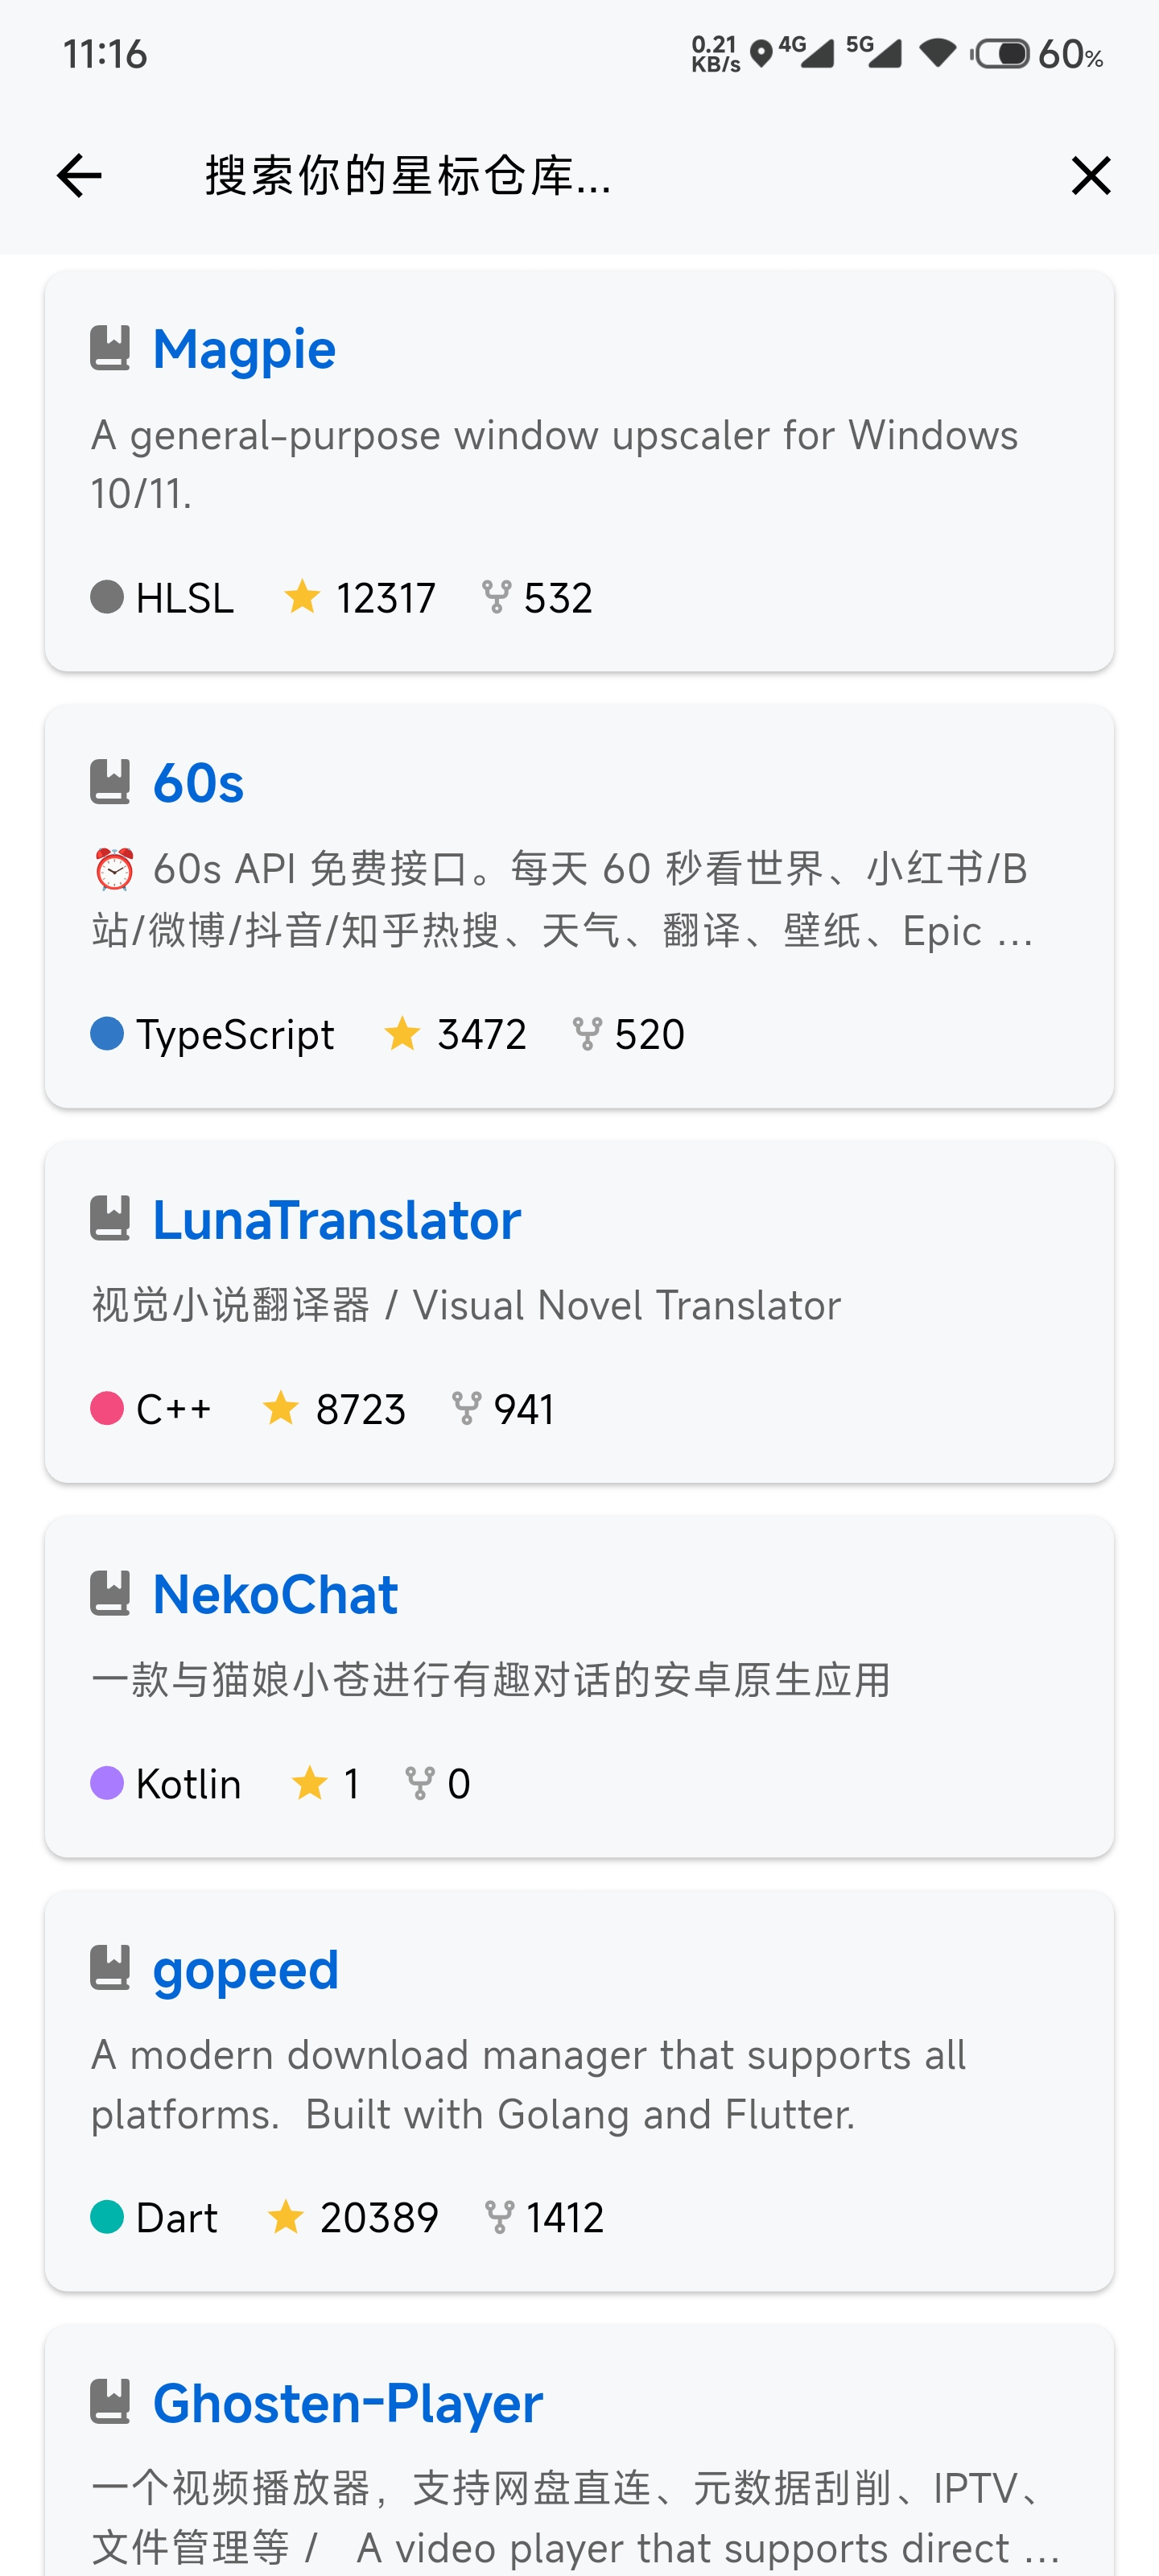 11:16
0.21 KB/s 4G 5G 60%
搜索你的星标仓库...
Magpie
A general-purpose window upscaler for Windows
10/11.
HLSL 12317 532
60s
⏰ 60s API 免费接口。每天 60 秒看世界、小红书/B
站/微博/抖音/知乎热搜、天气、翻译、壁纸、Epic ...
TypeScript 3472 520
LunaTranslator
视觉小说翻译器 / Visual Novel Translator
C++ 8723 941
NekoChat
一款与猫娘小苍进行有趣对话的安卓原生应用
Kotlin 1 0
gopeed
A modern download manager that supports all
platforms.  Built with Golang and Flutter.
Dart 20389 1412
Ghosten-Player
一个视频播放器，支持网盘直连、元数据刮削、IPTV、
文件管理等 /   A video player that supports direct ...